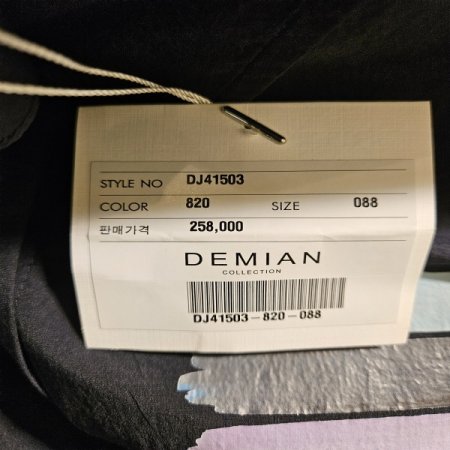 STYLE NO DJ41503
COLOR 820 SIZE 088
판매가격 258,000
DEMIAN
COLLECTION
DJ41503-820-088